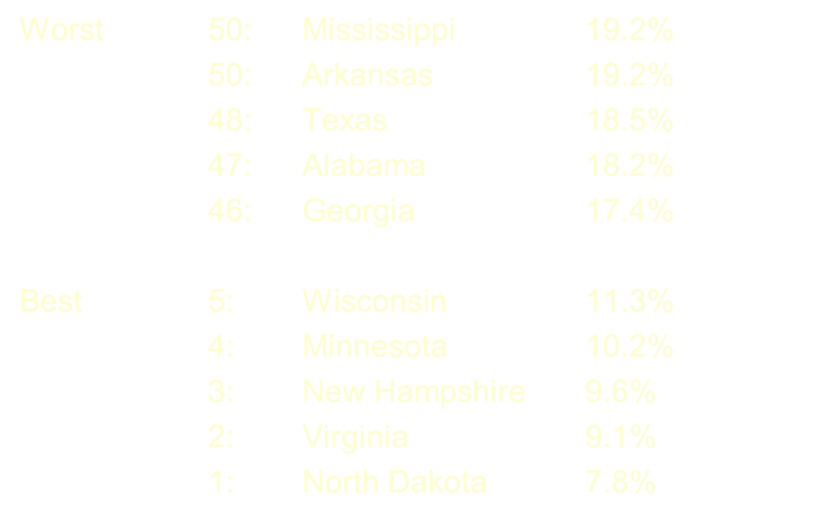 Worst 50: Mississippi 19.2%
50: Arkansas 19.2%
48: Texas 18.5%
47: Alabama 18.2%
46: Georgia 17.4%
Best 5: Wisconsin 11.3%
4: Minnesota 10.2%
3: New Hampshire 9.6%
2: Virginia 9.1%
1: North Dakota 7.8%